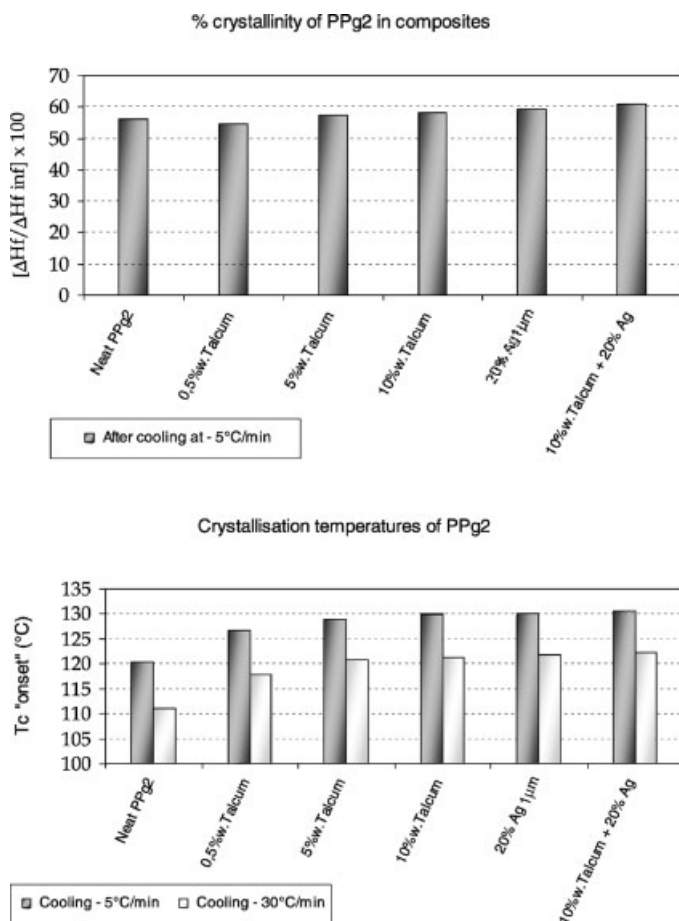 % crystallinity of PPg2 in composites
[ΔHf/ΔHf inf] x 100
70
60
50
40
30
20
10
0
Neat PPg2
0,5%w.Talcum
5%w.Talcum
10%w.Talcum
20% Ag 1µm
10%w.Talcum + 20% Ag
After cooling at - 5°C/min
Crystallisation temperatures of PPg2
Tc "onset" (°C)
135
130
125
120
115
110
105
100
Neat PPg2
0,5%w.Talcum
5%w.Talcum
10%w.Talcum
20% Ag 1µm
10%w.Talcum + 20% Ag
Cooling - 5°C/min Cooling - 30°C/min